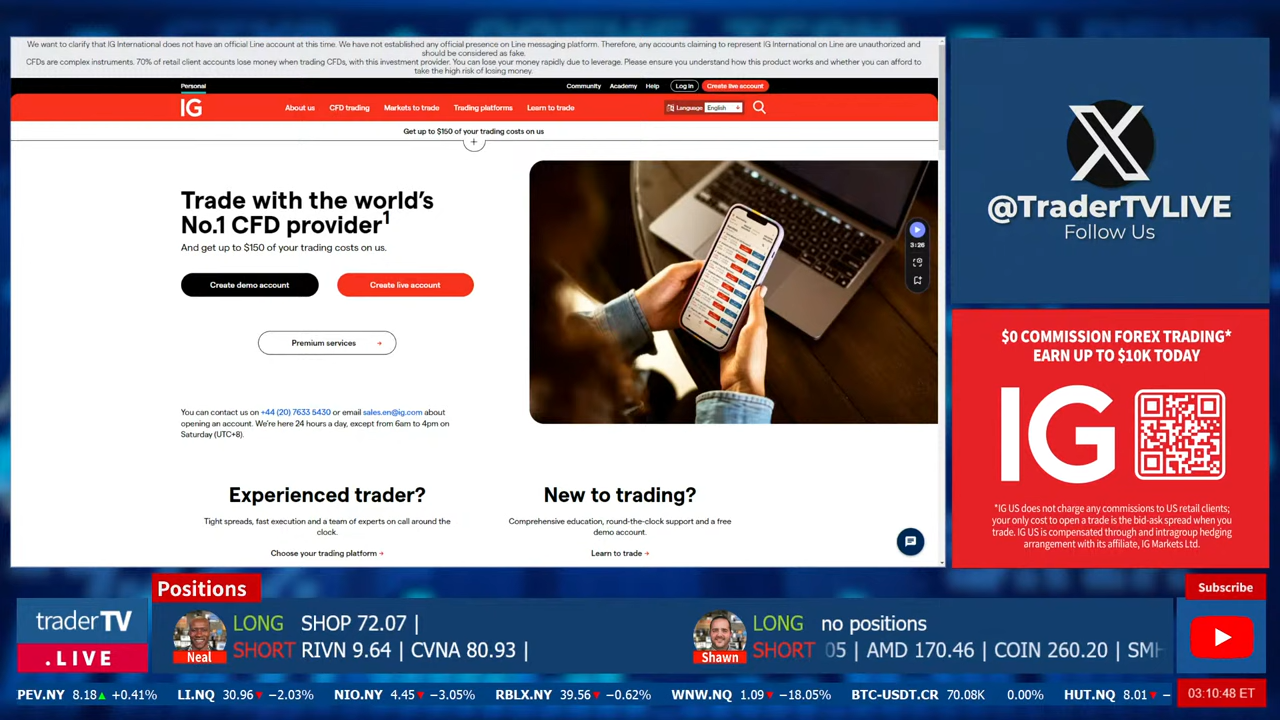 We want to clarify that IG International does not have an official Line account at this time. We have not established any official presence on Line messaging platform. Therefore, any accounts claiming to represent IG International on Line are unauthorized and
should be considered as fake.
CFDs are complex instruments. 70% of retail client accounts lose money when trading CFDs, with this investment provider. You can lose your money rapidly due to leverage. Please ensure you understand how this product works and whether you can afford to
take the high risk of losing money.
Personal
Community Academy Help Log in Create live account
IG
About us CFD trading Markets to trade Trading platforms Learn to trade
Language English
Get up to $150 of your trading costs on us
+
Trade with the world's
No.1 CFD provider1
And get up to $150 of your trading costs on us.
Create demo account Create live account
Premium services →
3:26
You can contact us on +44 (20) 7633 5430 or email sales.en@ig.com about
opening an account. We're here 24 hours a day, except from 6am to 4pm on
Saturday (UTC+8).
Experienced trader?
Tight spreads, fast execution and a team of experts on call around the
clock.
Choose your trading platform →
New to trading?
Comprehensive education, round-the-clock support and a free
demo account.
Learn to trade →
X
@TraderTVLIVE
Follow Us
$0 COMMISSION FOREX TRADING*
EARN UP TO $10K TODAY
IG
*IG US does not charge any commissions to US retail clients;
your only cost to open a trade is the bid-ask spread when you
trade. IG US is compensated through and intragroup hedging
arrangement with its affiliate, IG Markets Ltd.
Positions
traderTV
.LIVE
Neal
LONG SHOP 72.07 |
SHORT RIVN 9.64 | CVNA 80.93 |
Shawn
LONG no positions
SHORT 05 | AMD 170.46 | COIN 260.20 | SMH
Subscribe
PEV.NY 8.18▲ +0.41% LI.NQ 30.96▼ −2.03% NIO.NY 4.45▼ −3.05% RBLX.NY 39.56▼ −0.62% WNW.NQ 1.09▼ −18.05% BTC-USDT.CR 70.08K 0.00% HUT.NQ 8.01▼ −
03:10:48 ET